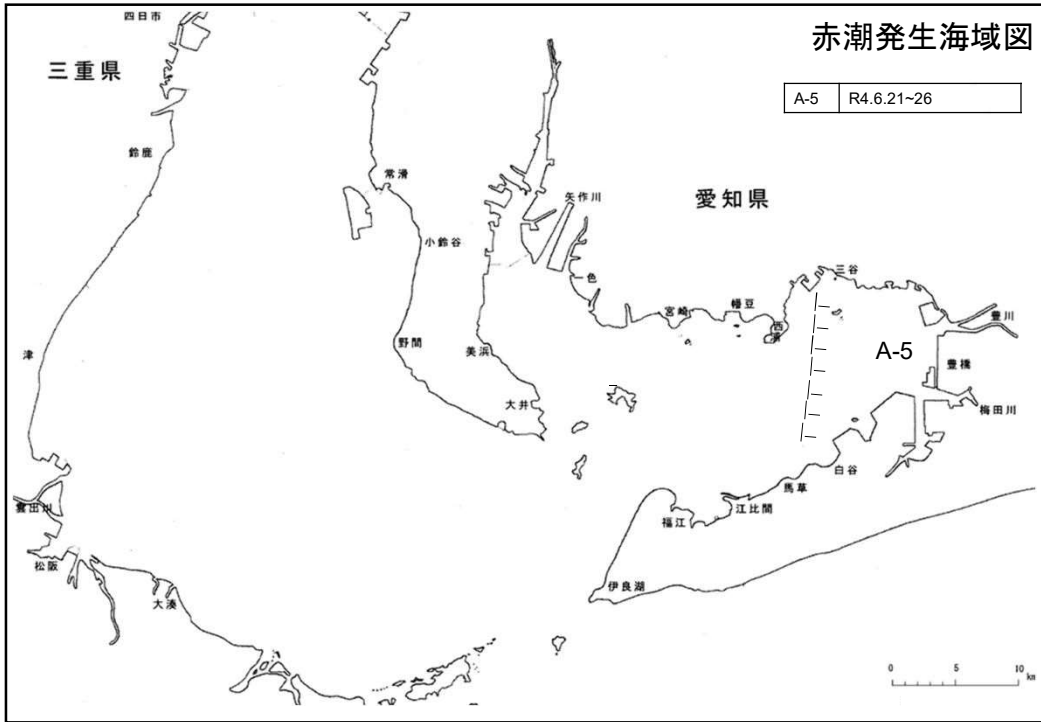 赤潮発生海域図
A-5 R4.6.21~26
四日市
三重県
鈴鹿
常滑
愛知県
矢作川
小鈴谷
一色
三谷
宮崎
幡豆
西浦
豊川
津
野間
美浜
A-5
豊橋
大井
梅田川
白谷
馬草
雲出川
福江
江比間
松阪
伊良湖
大湊
0 5 10
km